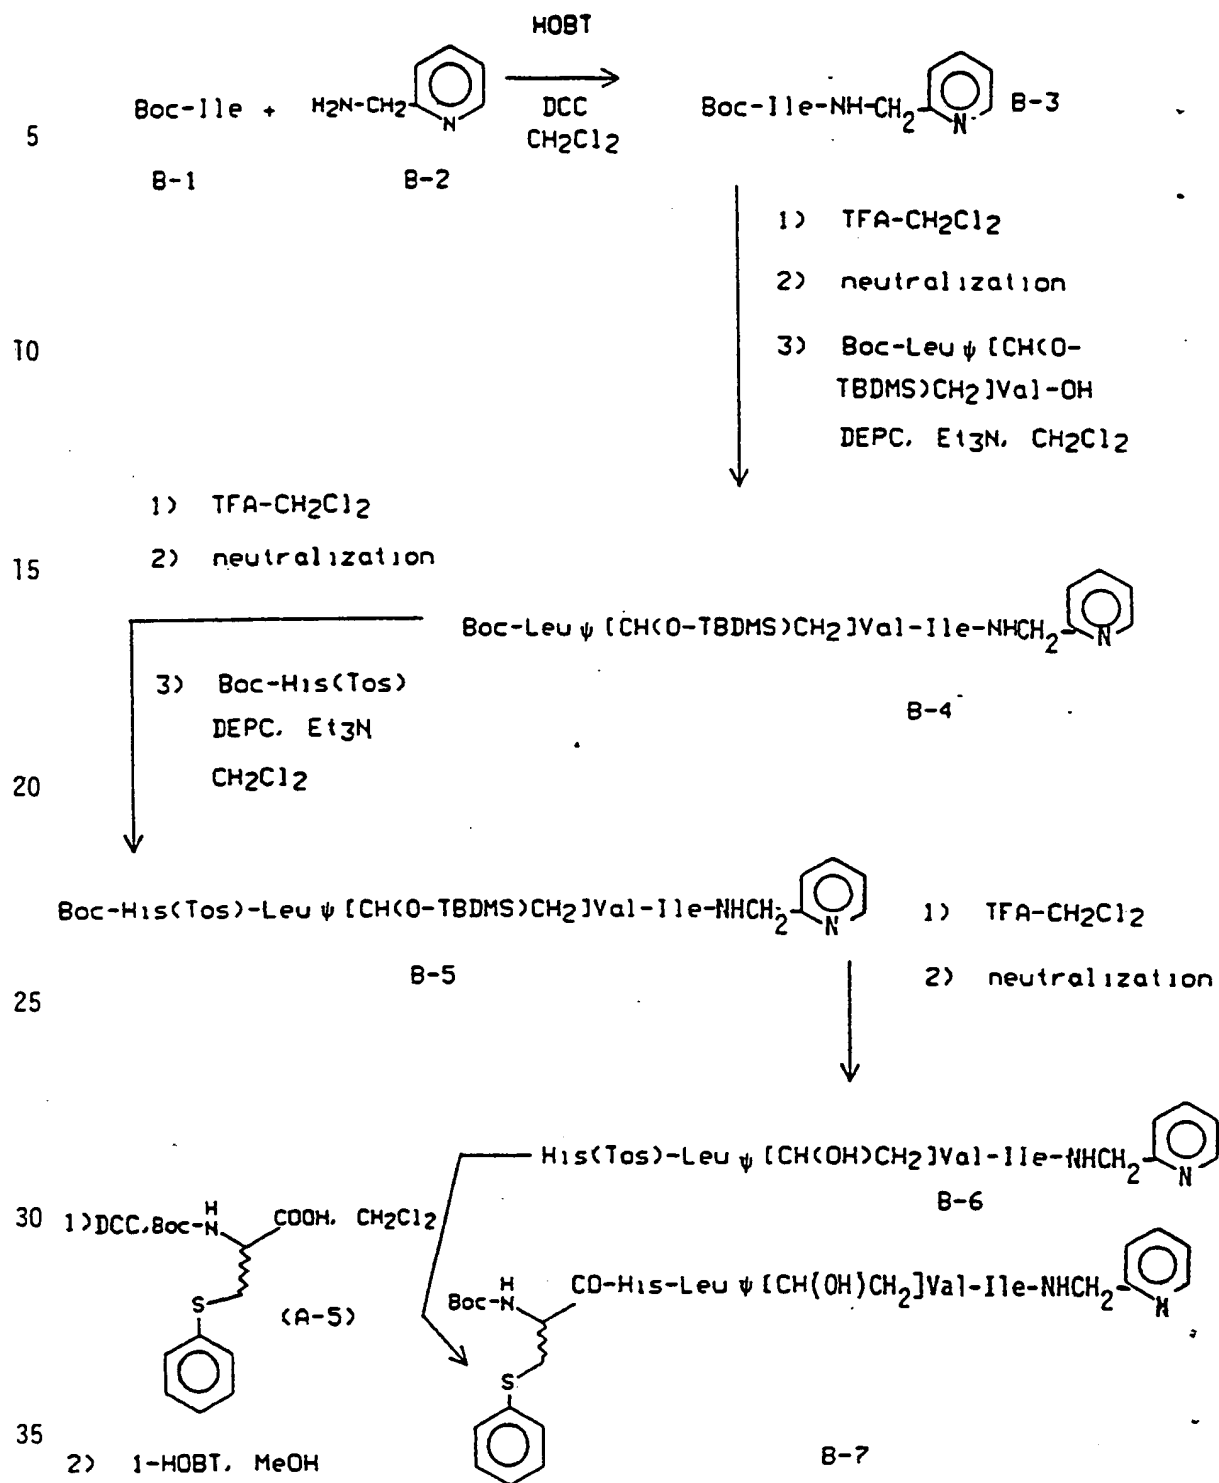 HOBT
Boc-Ile + H2N-CH2 N
DCC
CH2Cl2
Boc-Ile-NH-CH2 N B-3
5
B-1 B-2
1) TFA-CH2Cl2
2) neutralization
10
3) Boc-Leu ψ [CH(O-
TBDMS)CH2]Val-OH
DEPC, Et3N, CH2Cl2
1) TFA-CH2Cl2
15
2) neutralization
Boc-Leu ψ [CH(O-TBDMS)CH2]Val-Ile-NHCH2 N
B-4
3) Boc-His(Tos)
DEPC, Et3N
CH2Cl2
20
Boc-His(Tos)-Leu ψ [CH(O-TBDMS)CH2]Val-Ile-NHCH2 N
B-5
1) TFA-CH2Cl2
2) neutralization
25
His(Tos)-Leu ψ [CH(OH)CH2]Val-Ile-NHCH2 N
B-6
30
1)DCC,Boc-N H COOH, CH2Cl2
S
(A-5)
Boc-N H CO-His-Leu ψ [CH(OH)CH2]Val-Ile-NHCH2 N
S
35
2) 1-HOBT, MeOH
B-7